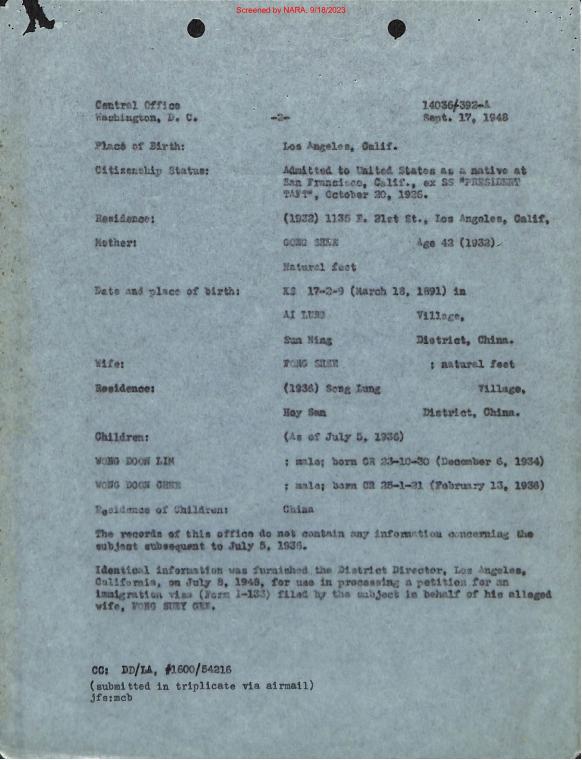 Screened by NARA, 9/18/2023
Central Office 14036/392-A
Washington, D. C. -2- Sept. 17, 1948
Place of Birth: Los Angeles, Calif.
Citizenship Status: Admitted to United States as a native at
San Francisco, Calif., ex SS "PRESIDENT
TAFT", October 20, 1926.
Residence: (1932) 1135 E. 21st St., Los Angeles, Calif.
Mother: GONG SHEE Age 42 (1932)
Natural feet
Date and place of birth: KS 17-2-9 (March 18, 1891) in
AI Village,
Sun Ning District, China.
Wife: SHEE ; natural feet
Residence: (1936) Song Lung Village,
Hoy San District, China.
Children: (As of July 5, 1936)
WONG DOON LIM ; male; born CR 23-10-30 (December 6, 1934)
WONG DOON ; male; born CR 25-1-21 (February 13, 1936)
Residence of Children: China
The records of this office do not contain any information concerning the
subject subsequent to July 5, 1936.
Identical information was furnished the District Director, Los Angeles,
California, on July 8, 1948, for use in processing a petition for an
immigration visa (Form I-133) filed by the subject in behalf of his alleged
wife, SUEY
CC: DD/LA, #1600/54216
(submitted in triplicate via airmail)
jfs:mcb